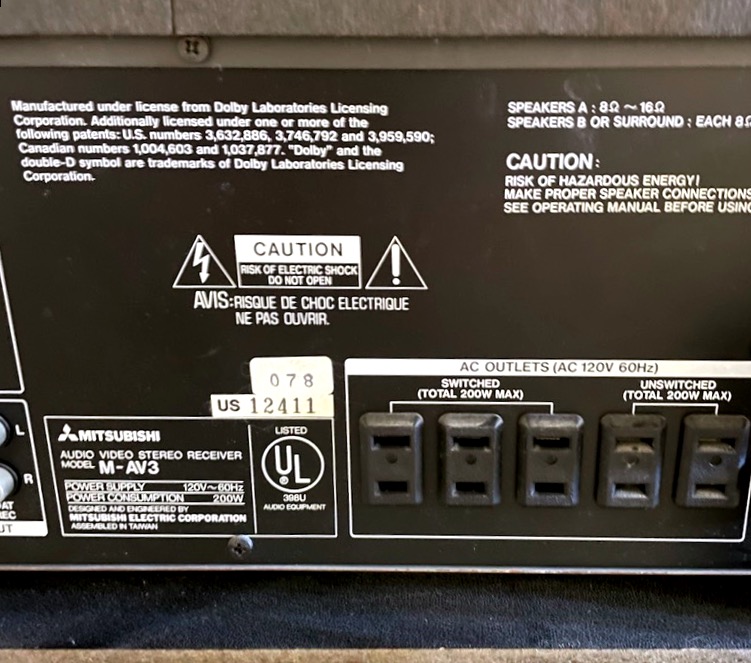 Manufactured under license from Dolby Laboratories Licensing
Corporation. Additionally licensed under one or more of the
following patents: U.S. numbers 3,632,886, 3,746,792 and 3,959,590;
Canadian numbers 1,004,603 and 1,037,877. "Dolby" and the
double-D symbol are trademarks of Dolby Laboratories Licensing
Corporation.
SPEAKERS A : 8Ω ~ 16Ω
SPEAKERS B OR SURROUND : EACH 8Ω
CAUTION:
RISK OF HAZARDOUS ENERGY!
MAKE PROPER SPEAKER CONNECTIONS
SEE OPERATING MANUAL BEFORE USING
CAUTION
RISK OF ELECTRIC SHOCK
DO NOT OPEN
AVIS: RISQUE DE CHOC ELECTRIQUE
NE PAS OUVRIR.
078
US 12411
L
R
MITSUBISHI
AUDIO VIDEO STEREO RECEIVER
MODEL M-AV3
POWER SUPPLY 120V~60Hz
POWER CONSUMPTION 200W
DESIGNED AND ENGINEERED BY
MITSUBISHI ELECTRIC CORPORATION
ASSEMBLED IN TAIWAN
LISTED
UL
®
398U
AUDIO EQUIPMENT
AC OUTLETS (AC 120V 60Hz)
SWITCHED
(TOTAL 200W MAX)
UNSWITCHED
(TOTAL 200W MAX)